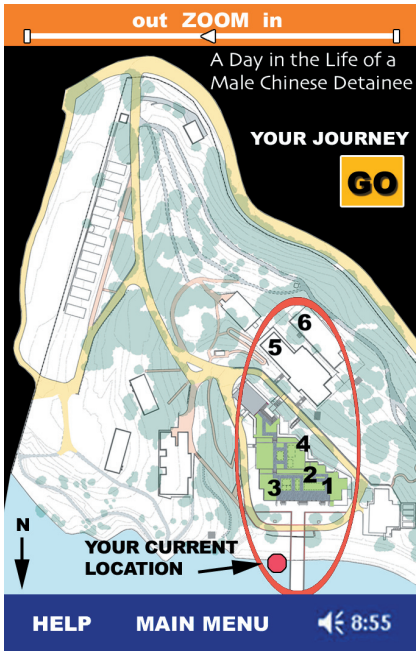 out ZOOM in
A Day in the Life of a
Male Chinese Detainee
YOUR JOURNEY
GO
6
5
4
2
1
3
N
YOUR CURRENT
LOCATION
HELP MAIN MENU 8:55